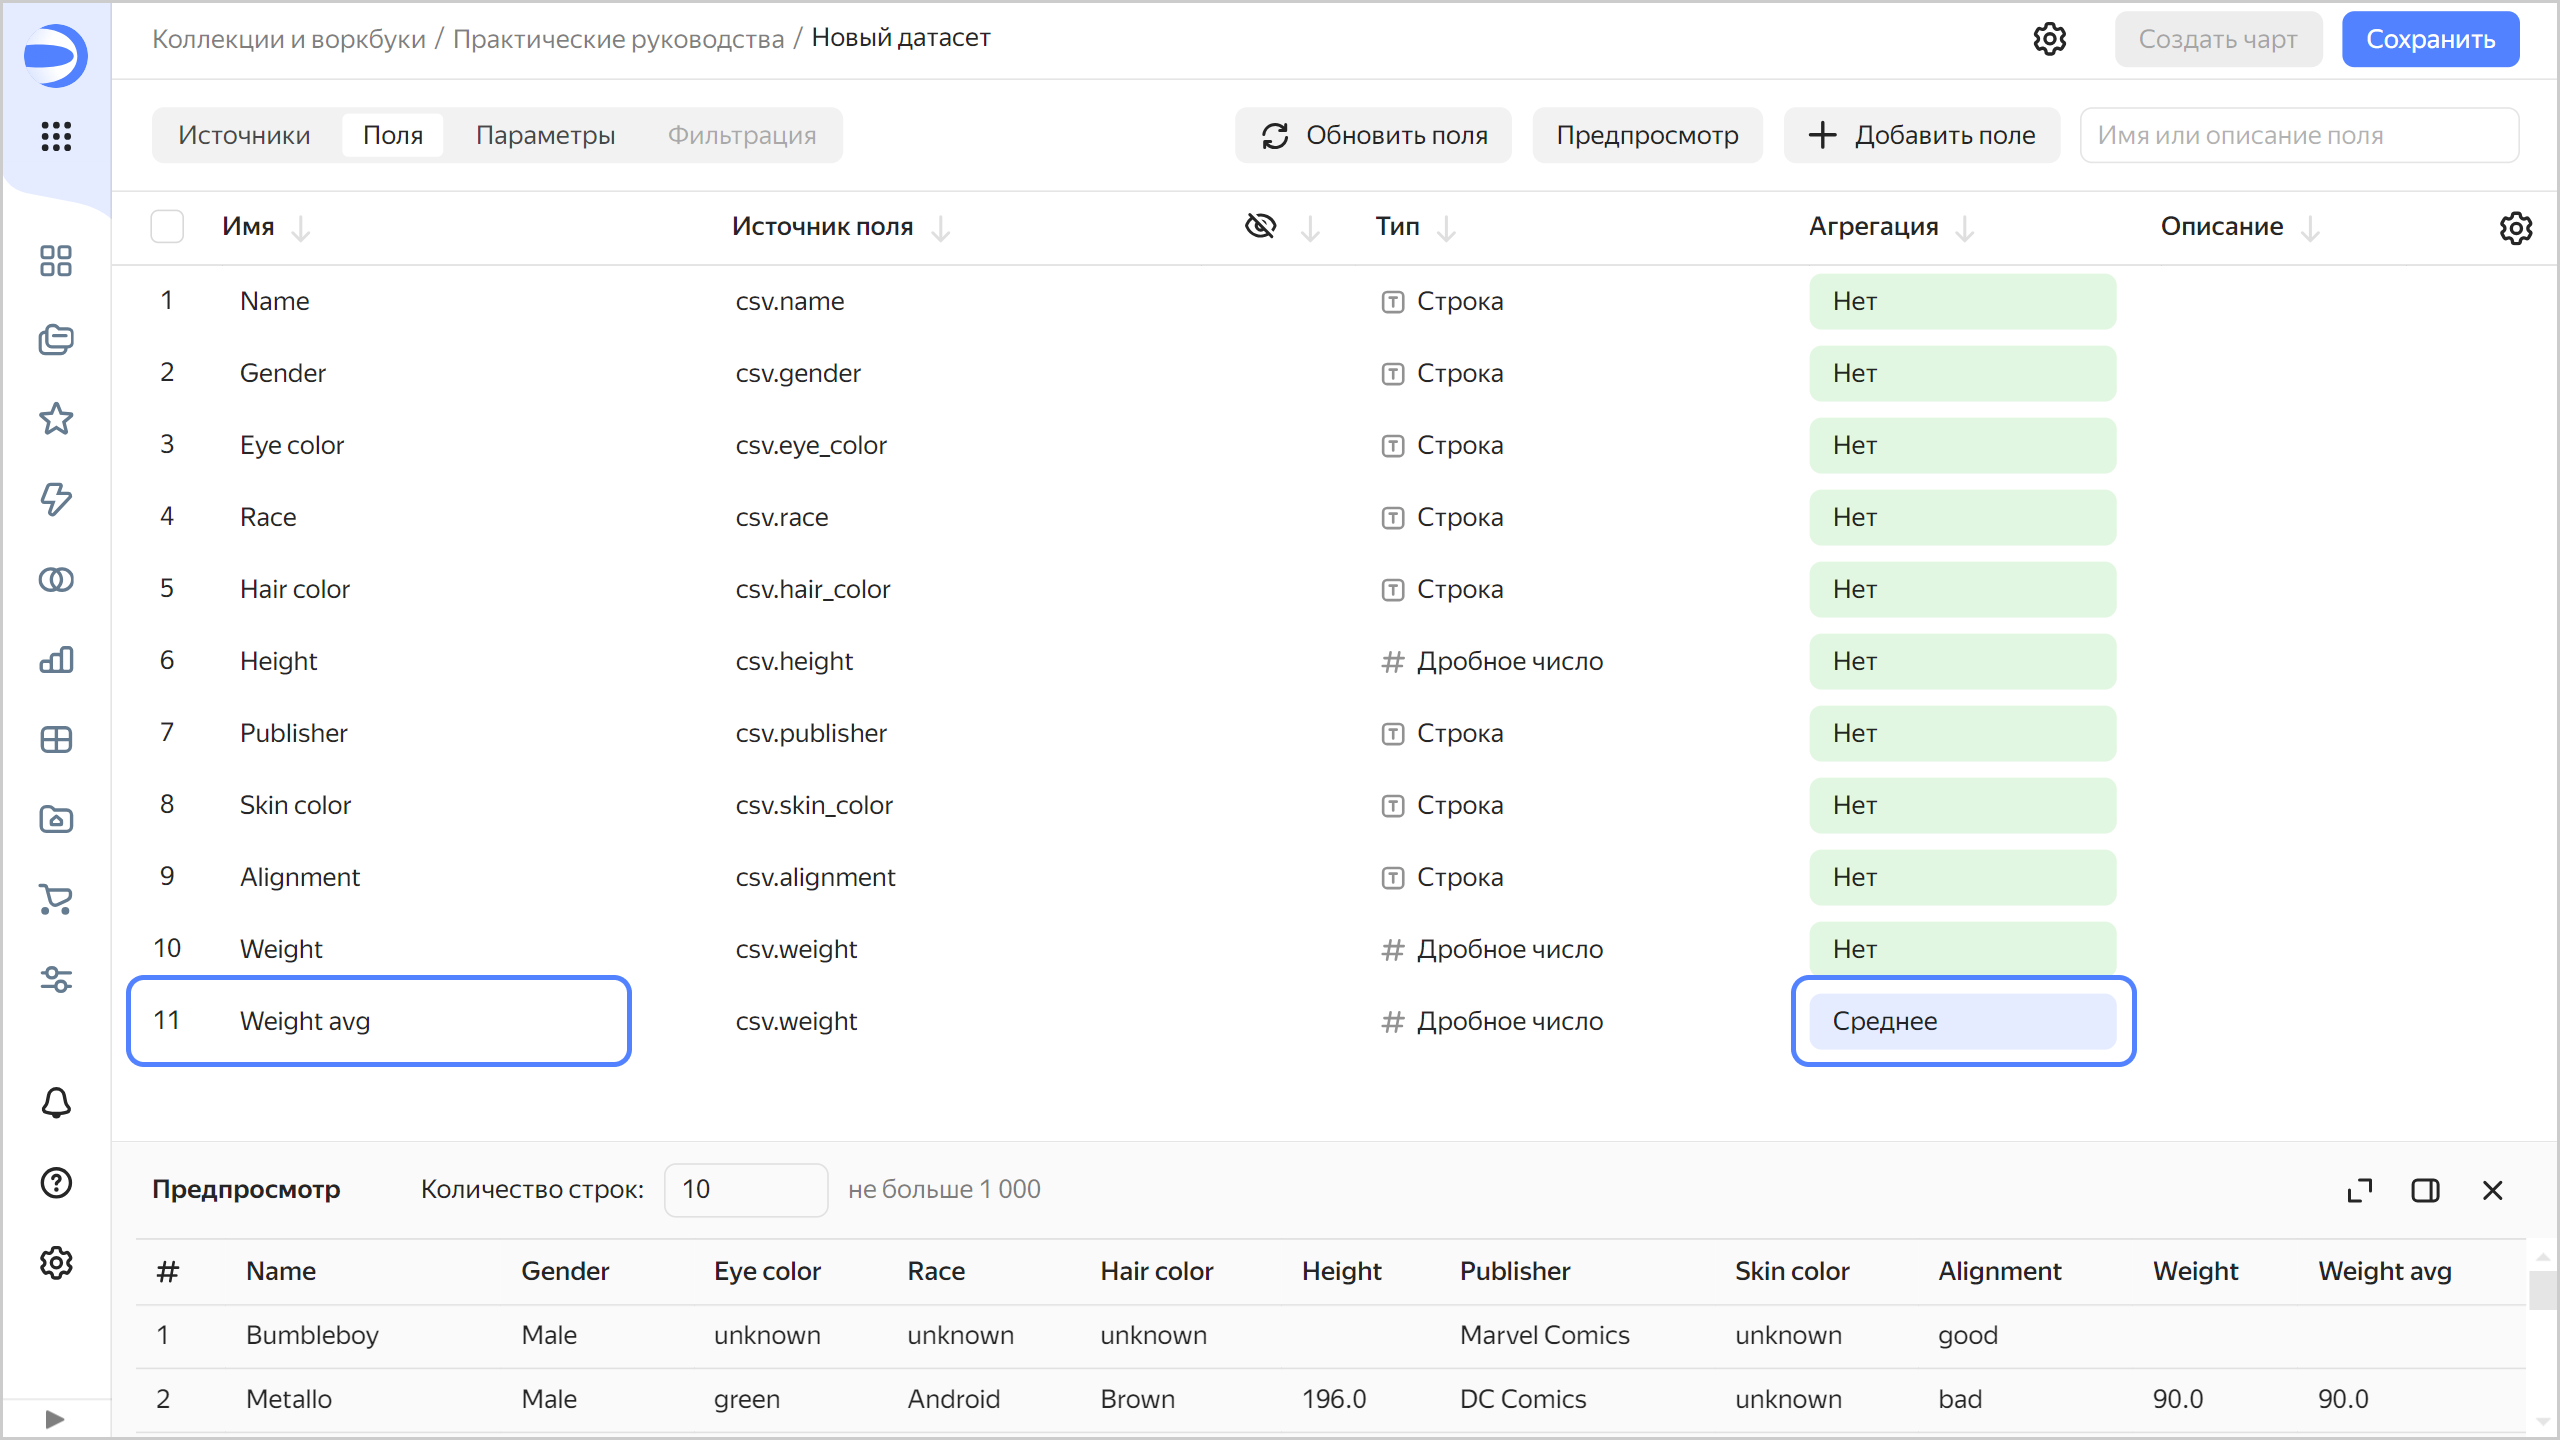 Коллекции и воркбуки / Практические руководства / Новый датасет
Создать чарт
Сохранить
Источники Поля Параметры Фильтрация
Обновить поля Предпросмотр Добавить поле Имя или описание поля
Имя Источник поля Тип Агрегация Описание
1 Name csv.name Строка Нет
2 Gender csv.gender Строка Нет
3 Eye color csv.eye_color Строка Нет
4 Race csv.race Строка Нет
5 Hair color csv.hair_color Строка Нет
6 Height csv.height # Дробное число Нет
7 Publisher csv.publisher Строка Нет
8 Skin color csv.skin_color Строка Нет
9 Alignment csv.alignment Строка Нет
10 Weight csv.weight # Дробное число Нет
11 Weight avg csv.weight # Дробное число Среднее
Предпросмотр Количество строк: 10 не больше 1 000
# Name Gender Eye color Race Hair color Height Publisher Skin color Alignment Weight Weight avg
1 Bumbleboy Male unknown unknown unknown Marvel Comics unknown good
2 Metallo Male green Android Brown 196.0 DC Comics unknown bad 90.0 90.0